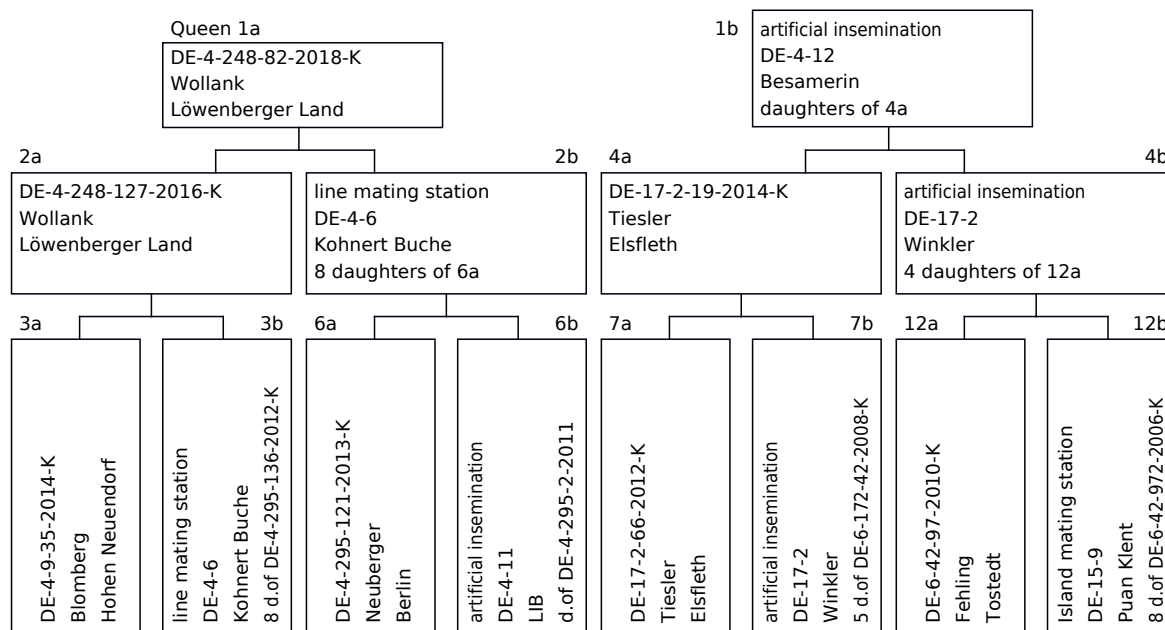 Queen 1a
DE-4-248-82-2018-K
Wollank
Löwenberger Land
1b
artificial insemination
DE-4-12
Besamerin
daughters of 4a
2a
DE-4-248-127-2016-K
Wollank
Löwenberger Land
2b
line mating station
DE-4-6
Kohnert Buche
8 daughters of 6a
4a
DE-17-2-19-2014-K
Tiesler
Elsfleth
4b
artificial insemination
DE-17-2
Winkler
4 daughters of 12a
3a
DE-4-9-35-2014-K
Blomberg
Hohen Neuendorf
3b
line mating station
DE-4-6
Kohnert Buche
8 d.of DE-4-295-136-2012-K
6a
DE-4-295-121-2013-K
Neuberger
Berlin
6b
artificial insemination
DE-4-11
LIB
d.of DE-4-295-2-2011
7a
DE-17-2-66-2012-K
Tiesler
Elsfleth
7b
artificial insemination
DE-17-2
Winkler
5 d.of DE-6-172-42-2008-K
12a
DE-6-42-97-2010-K
Fehling
Tostedt
12b
Island mating station
DE-15-9
Puan Klent
8 d.of DE-6-42-972-2006-K